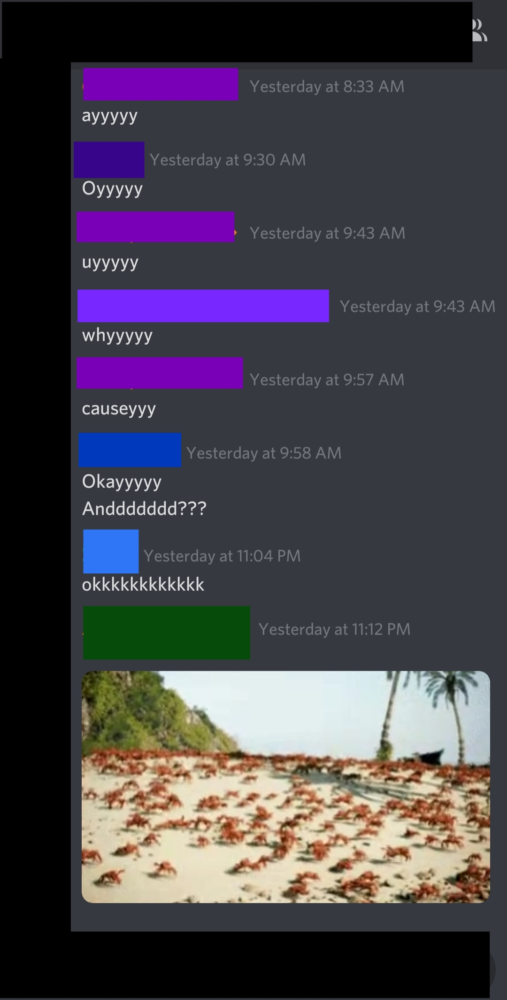 Yesterday at 8:33 AM
ayyyyy
Yesterday at 9:30 AM
Oyyyyy
Yesterday at 9:43 AM
uyyyyy
Yesterday at 9:43 AM
whyyyyy
Yesterday at 9:57 AM
causeyyy
Yesterday at 9:58 AM
Okayyyyy
Anddddddd???
Yesterday at 11:04 PM
okkkkkkkkkkkk
Yesterday at 11:12 PM